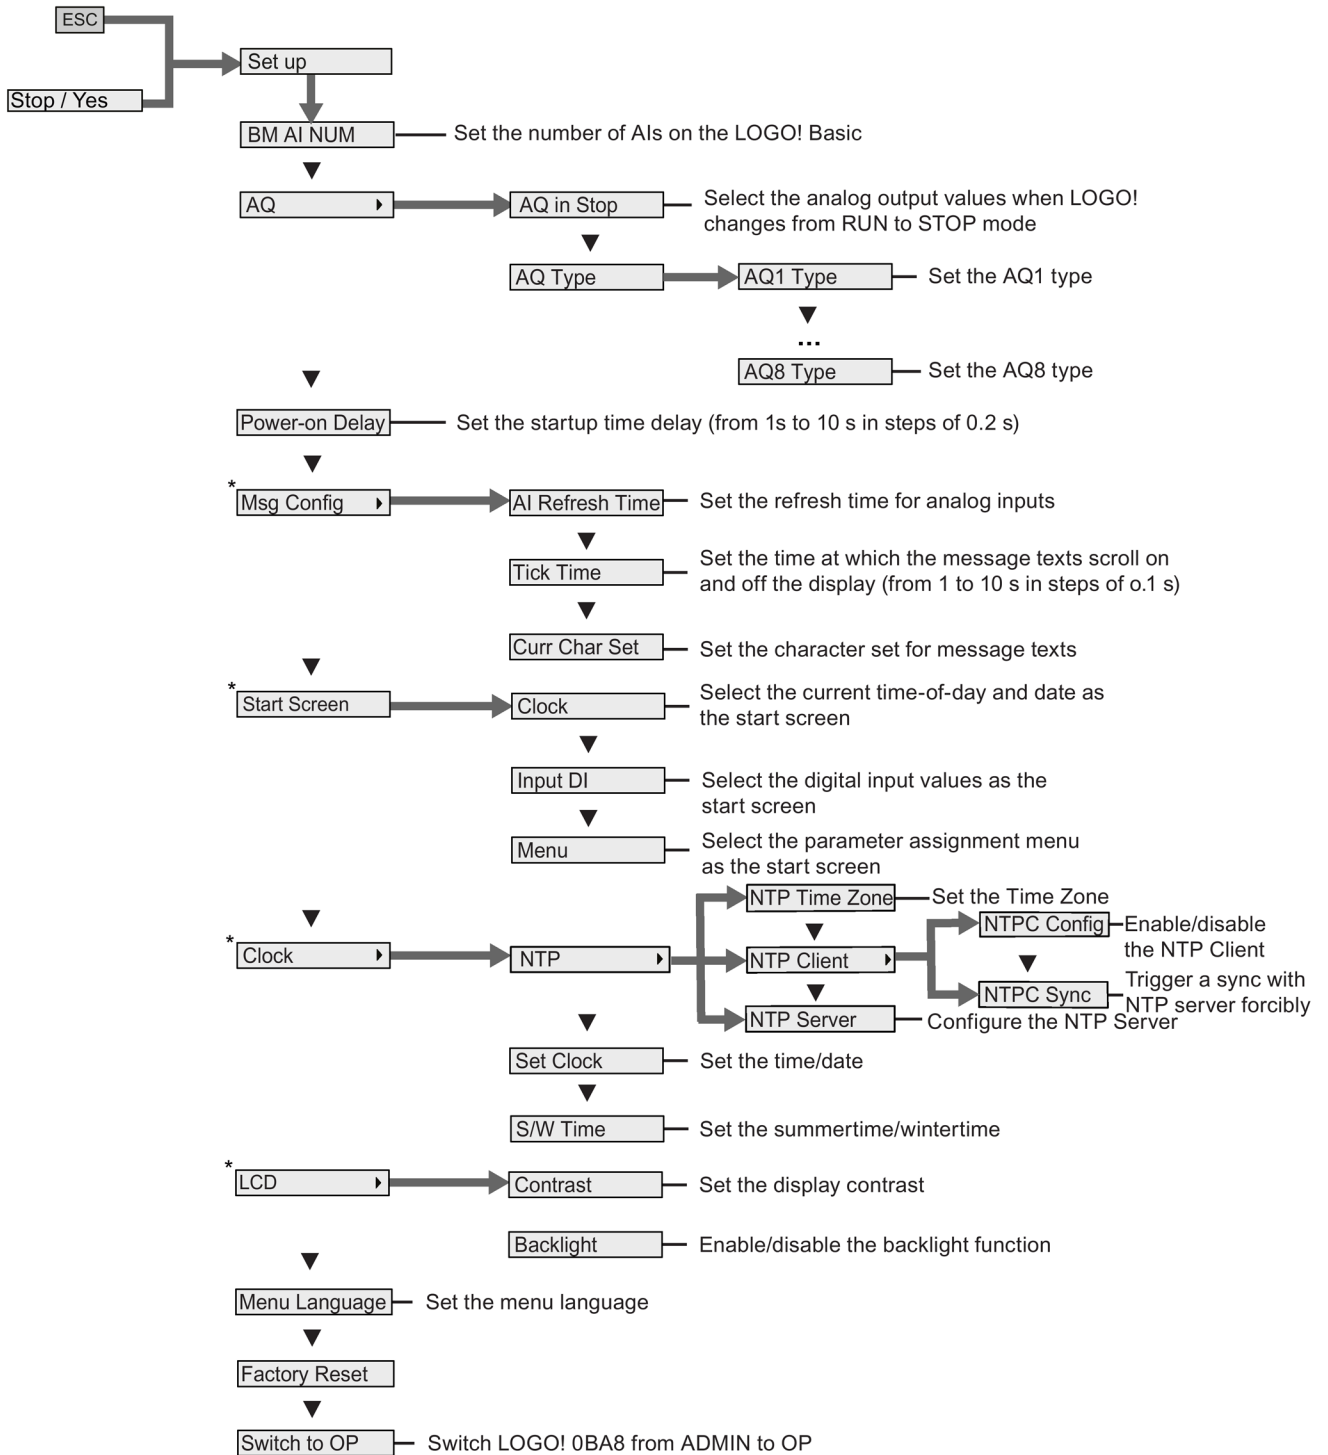 ESC
Set up
Stop / Yes
BM AI NUM
Set the number of AIs on the LOGO! Basic
AQ
AQ in Stop
Select the analog output values when LOGO!
changes from RUN to STOP mode
AQ Type
AQ1 Type
Set the AQ1 type
...
AQ8 Type
Set the AQ8 type
Power-on Delay
Set the startup time delay (from 1s to 10 s in steps of 0.2 s)
*
Msg Config
AI Refresh Time
Set the refresh time for analog inputs
Tick Time
Set the time at which the message texts scroll on
and off the display (from 1 to 10 s in steps of o.1 s)
Curr Char Set
Set the character set for message texts
*
Start Screen
Clock
Select the current time-of-day and date as
the start screen
Input DI
Select the digital input values as the
start screen
Menu
Select the parameter assignment menu
as the start screen
*
Clock
NTP
NTP Time Zone
Set the Time Zone
NTP Client
NTPC Config
Enable/disable
the NTP Client
NTPC Sync
Trigger a sync with
NTP server forcibly
NTP Server
Configure the NTP Server
Set Clock
Set the time/date
S/W Time
Set the summertime/wintertime
*
LCD
Contrast
Set the display contrast
Backlight
Enable/disable the backlight function
Menu Language
Set the menu language
Factory Reset
Switch to OP
Switch LOGO! 0BA8 from ADMIN to OP